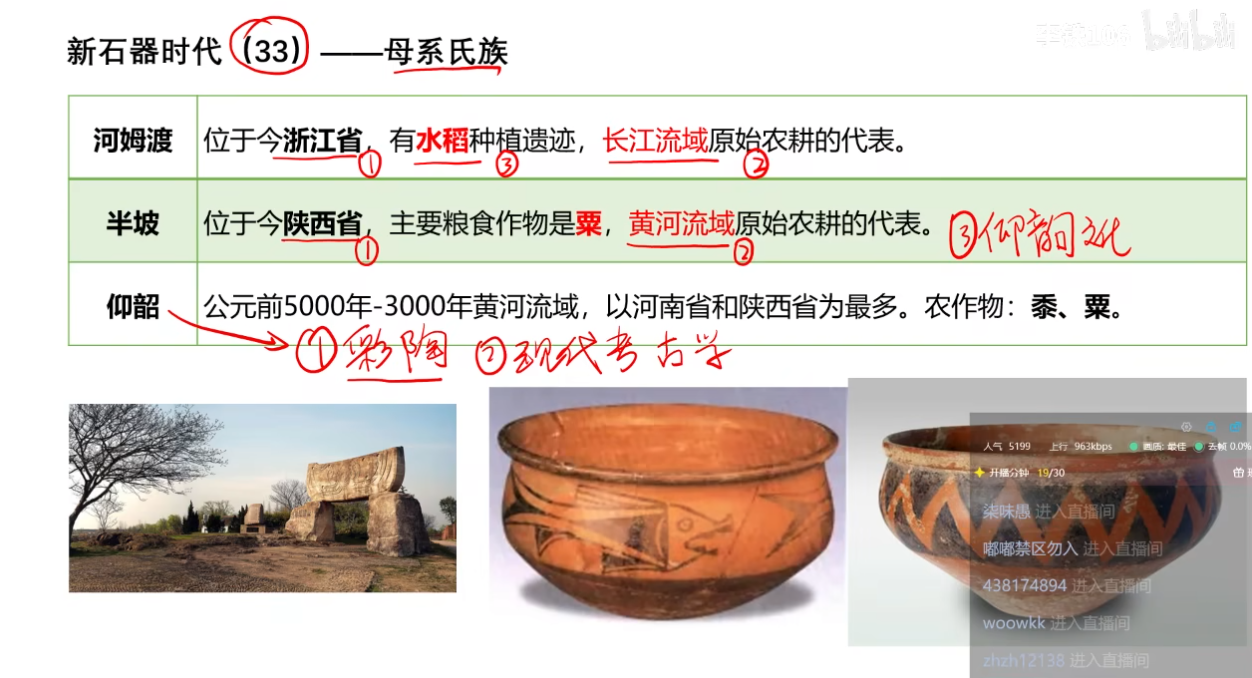 新石器时代（33）——母系氏族
bilibili
河姆渡 位于今浙江省，有水稻种植遗迹，长江流域原始农耕的代表。
① ③ ②
半坡 位于今陕西省，主要粮食作物是粟，黄河流域原始农耕的代表。 ③仰韶文化
① ②
仰韶 公元前5000年-3000年黄河流域，以河南省和陕西省为最多。农作物：黍、粟。
①彩陶 ②现代考古学
人气 5199 上行 963kbps 画质: 最佳 丢帧 0.0%
开播分钟 19/30
柒味愚 进入直播间
嘟嘟禁区勿入 进入直播间
438174894 进入直播间
woowkk 进入直播间
zhzh12138 进入直播间